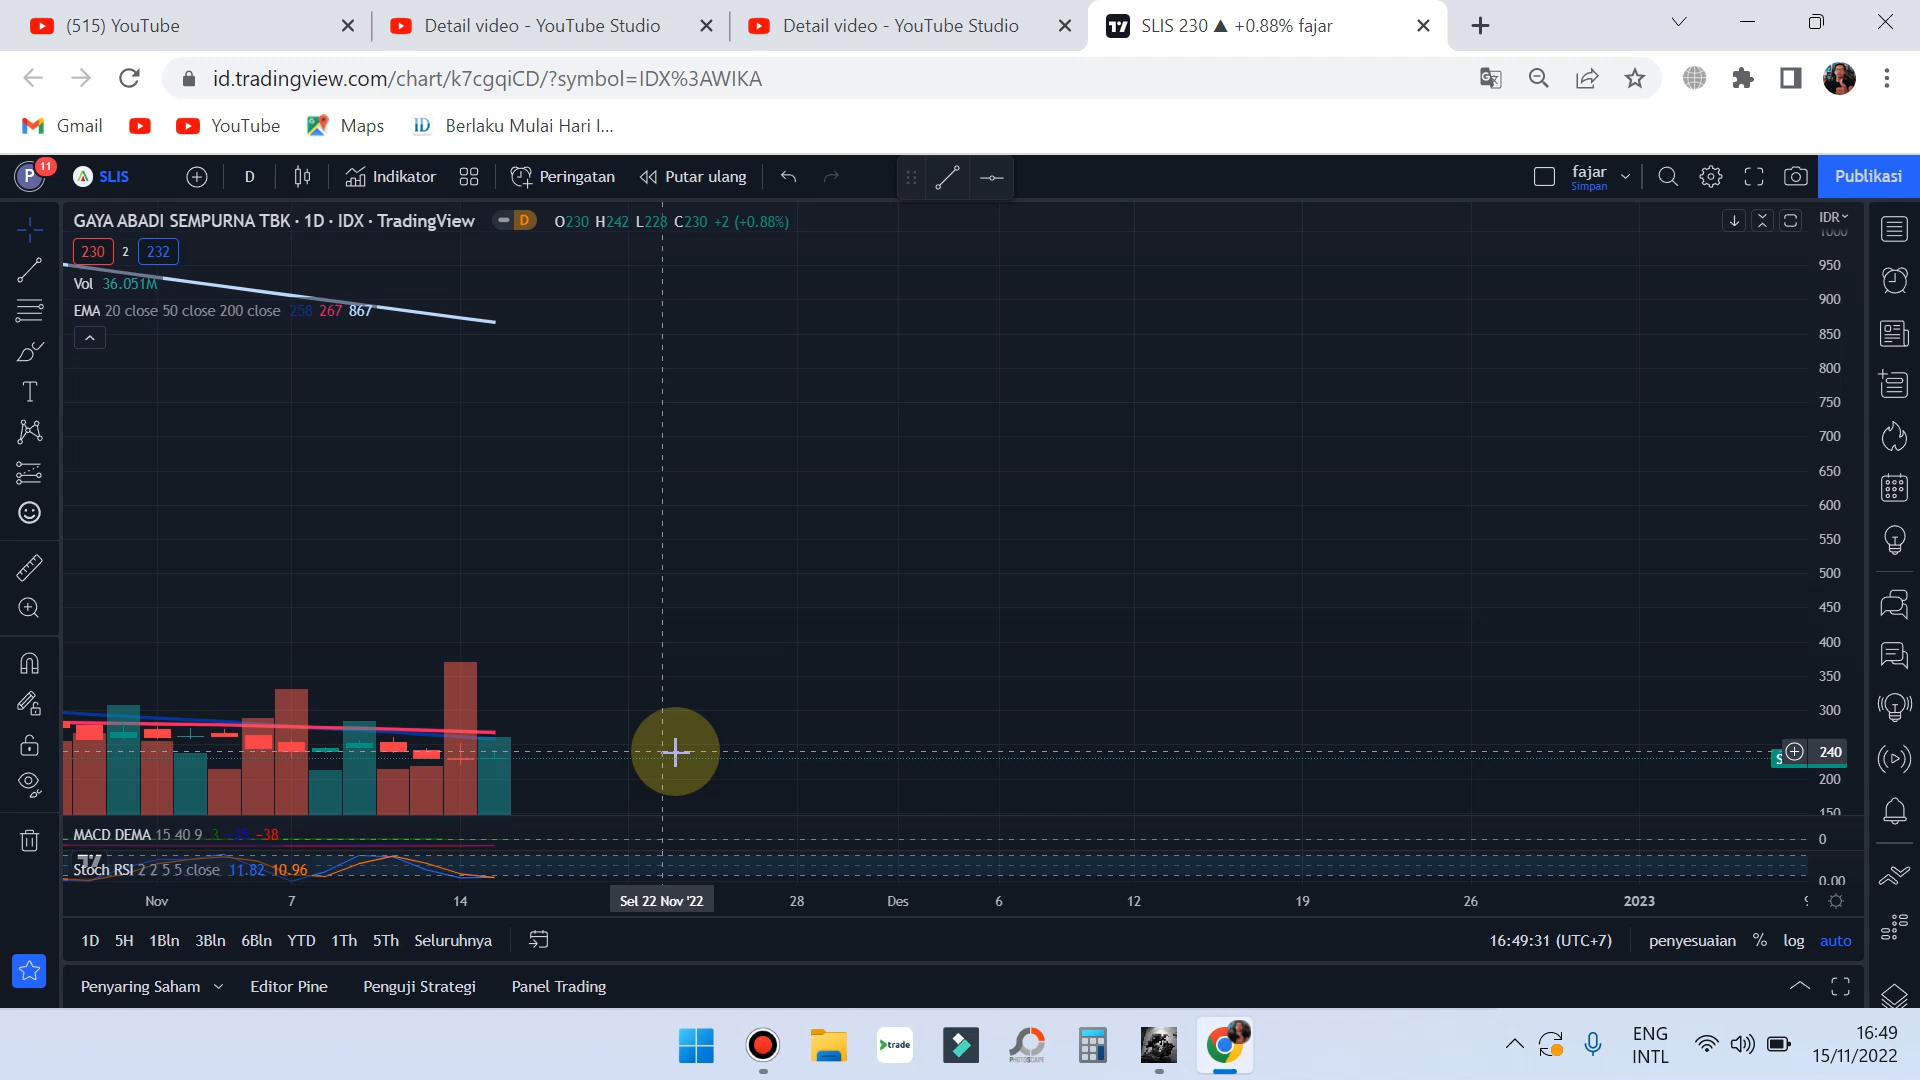 (515) YouTube
Detail video - YouTube Studio
Detail video - YouTube Studio
SLIS 230 ▲ +0.88% fajar
id.tradingview.com/chart/k7cgqiCD/?symbol=IDX%3AWIKA
Gmail
YouTube
Maps
ID Berlaku Mulai Hari I...
P 11 SLIS
D
Indikator
Peringatan
Putar ulang
fajar
Simpan
Publikasi
GAYA ABADI SEMPURNA TBK · 1D · IDX · TradingView D O230 H242 L228 C230 +2 (+0.88%)
230 2 232
Vol 36.051M
EMA 20 close 50 close 200 close 258 267 867
IDR
1000
950
900
850
800
750
700
650
600
550
500
450
400
350
300
240
200
150
MACD DEMA 15 40 9 3 -35 -38
0
Stoch RSI 2 2 5 5 close 11.82 10.96
0.00
Nov 7 14 Sel 22 Nov '22 28 Des 6 12 19 26 2023
1D 5H 1Bln 3Bln 6Bln YTD 1Th 5Th Seluruhnya
16:49:31 (UTC+7) penyesuaian % log auto
Penyaring Saham
Editor Pine
Penguji Strategi
Panel Trading
trade
PHOTOSCAPE
ENG
INTL
16:49
15/11/2022